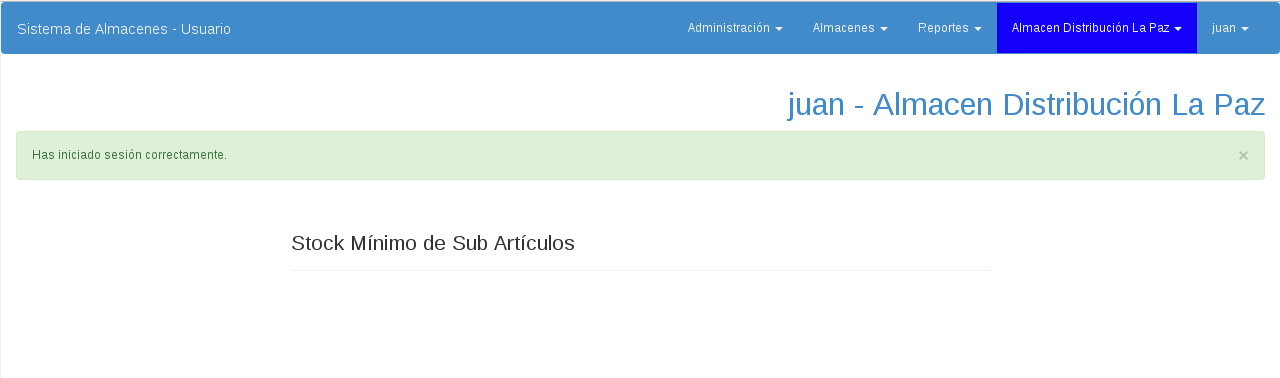 Sistema de Almacenes - Usuario
Administración
Almacenes
Reportes
Almacen Distribución La Paz
juan
juan - Almacen Distribución La Paz
Has iniciado sesión correctamente.
×
Stock Mínimo de Sub Artículos